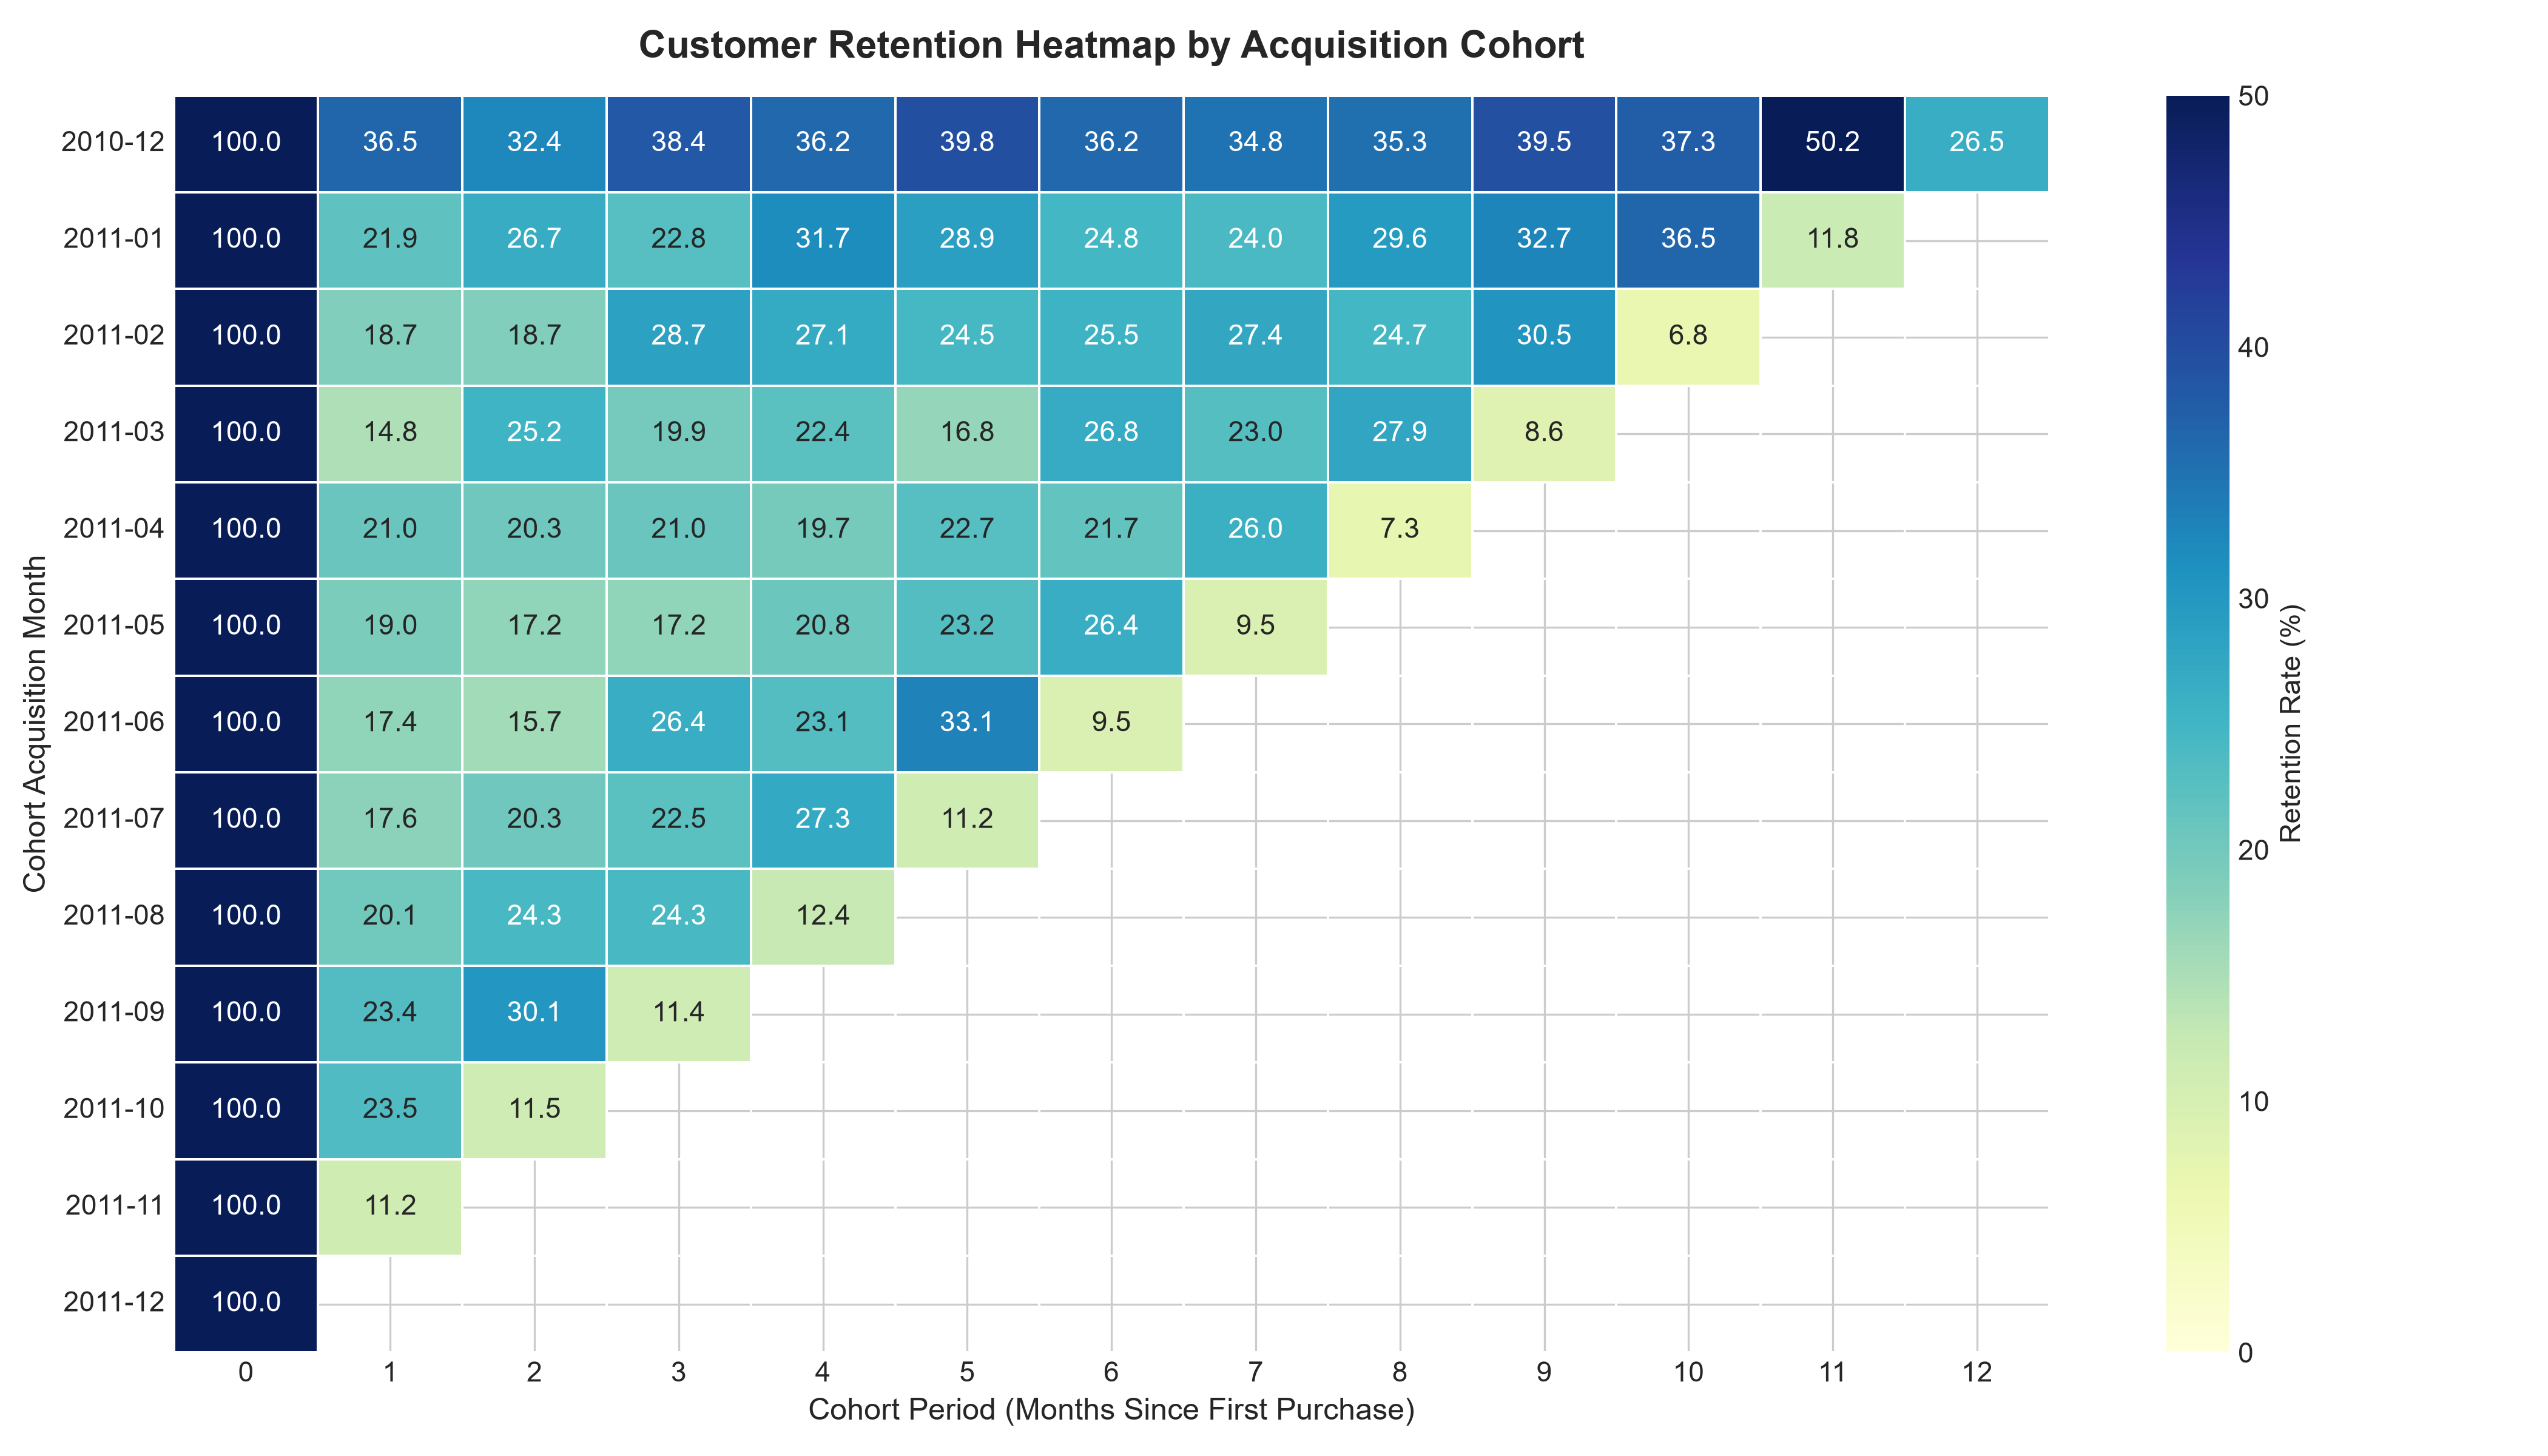 Customer Retention Heatmap by Acquisition Cohort
2010-12 100.0 36.5 32.4 38.4 36.2 39.8 36.2 34.8 35.3 39.5 37.3 50.2 26.5
2011-01 100.0 21.9 26.7 22.8 31.7 28.9 24.8 24.0 29.6 32.7 36.5 11.8
2011-02 100.0 18.7 18.7 28.7 27.1 24.5 25.5 27.4 24.7 30.5 6.8
2011-03 100.0 14.8 25.2 19.9 22.4 16.8 26.8 23.0 27.9 8.6
2011-04 100.0 21.0 20.3 21.0 19.7 22.7 21.7 26.0 7.3
2011-05 100.0 19.0 17.2 17.2 20.8 23.2 26.4 9.5
2011-06 100.0 17.4 15.7 26.4 23.1 33.1 9.5
2011-07 100.0 17.6 20.3 22.5 27.3 11.2
2011-08 100.0 20.1 24.3 24.3 12.4
2011-09 100.0 23.4 30.1 11.4
2011-10 100.0 23.5 11.5
2011-11 100.0 11.2
2011-12 100.0
0 1 2 3 4 5 6 7 8 9 10 11 12
Cohort Period (Months Since First Purchase)
Cohort Acquisition Month
50
40
30
20
10
0
Retention Rate (%)